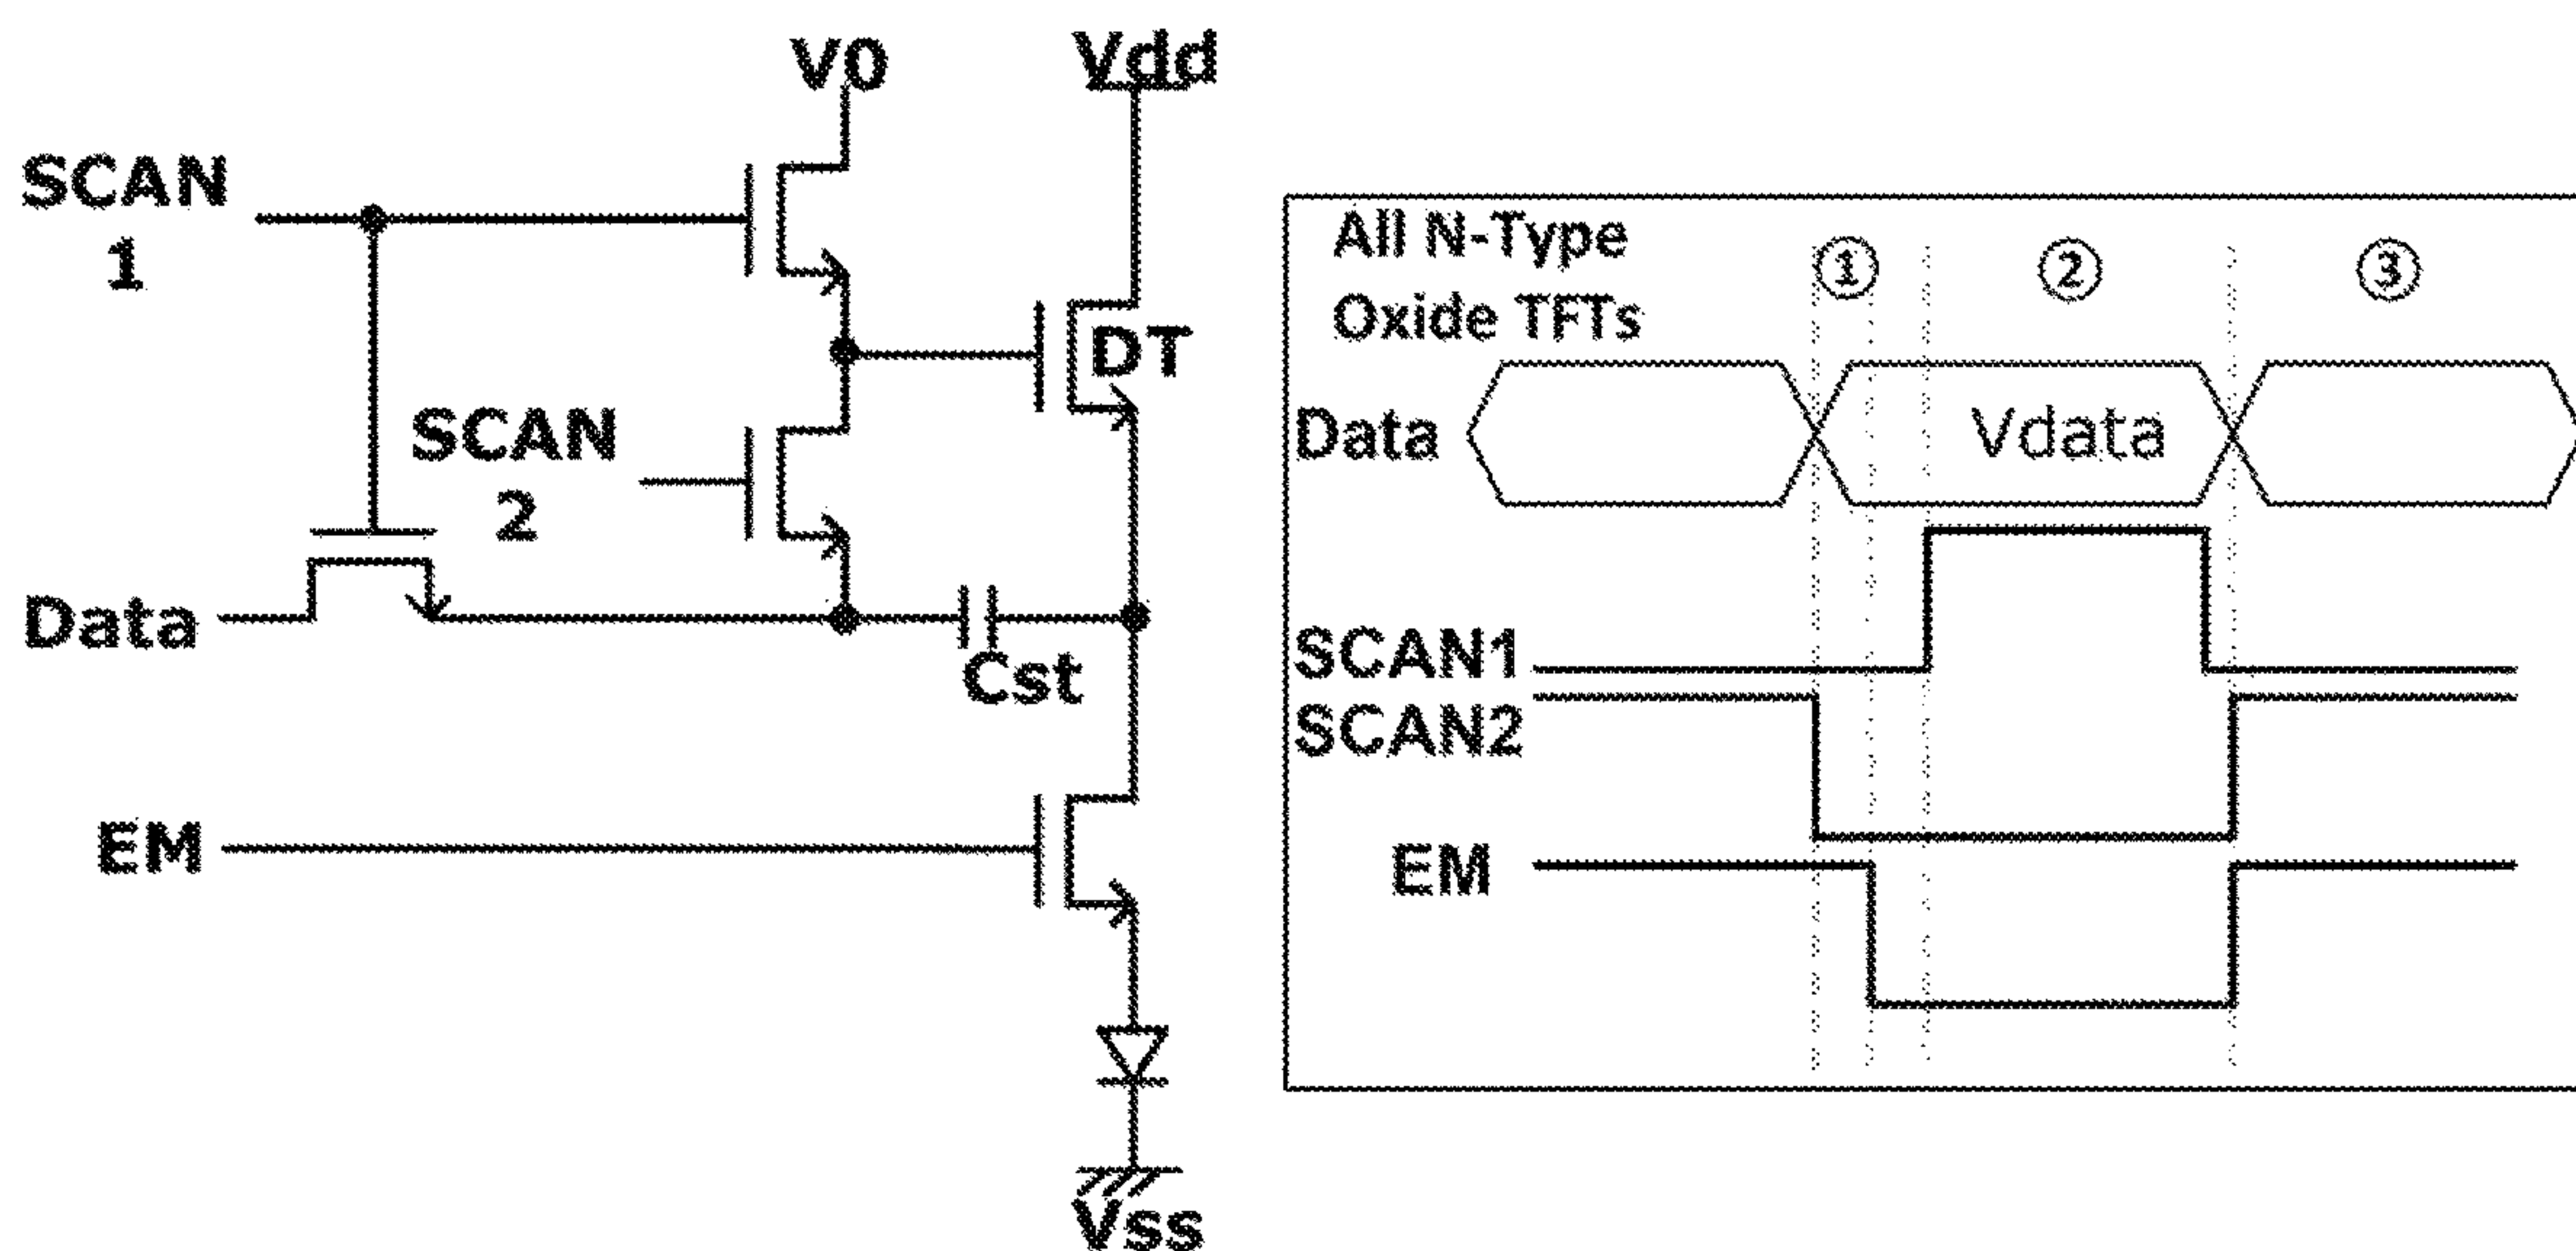 V0
Vdd
SCAN
1
DT
SCAN
2
Data
Cst
EM
Vss
All N-Type
Oxide TFTs
① ② ③
Data
Vdata
SCAN1
SCAN2
EM